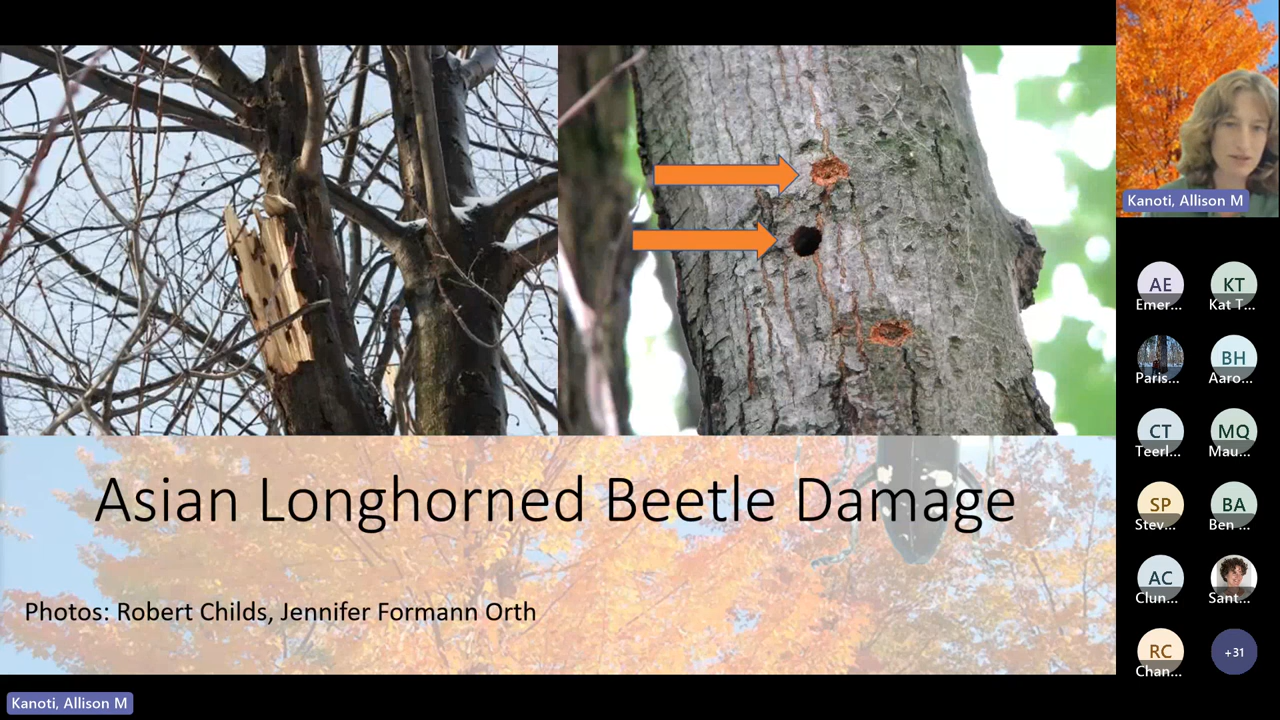 Asian Longhorned Beetle Damage
Photos: Robert Childs, Jennifer Formann Orth
Kanoti, Allison M
Kanoti, Allison M
AE
Emer...
KT
Kat T...
Paris...
BH
Aaro...
CT
Teerl...
MQ
Mau...
SP
Stev...
BA
Ben ...
AC
Clun...
Sant...
RC
Chan...
+31